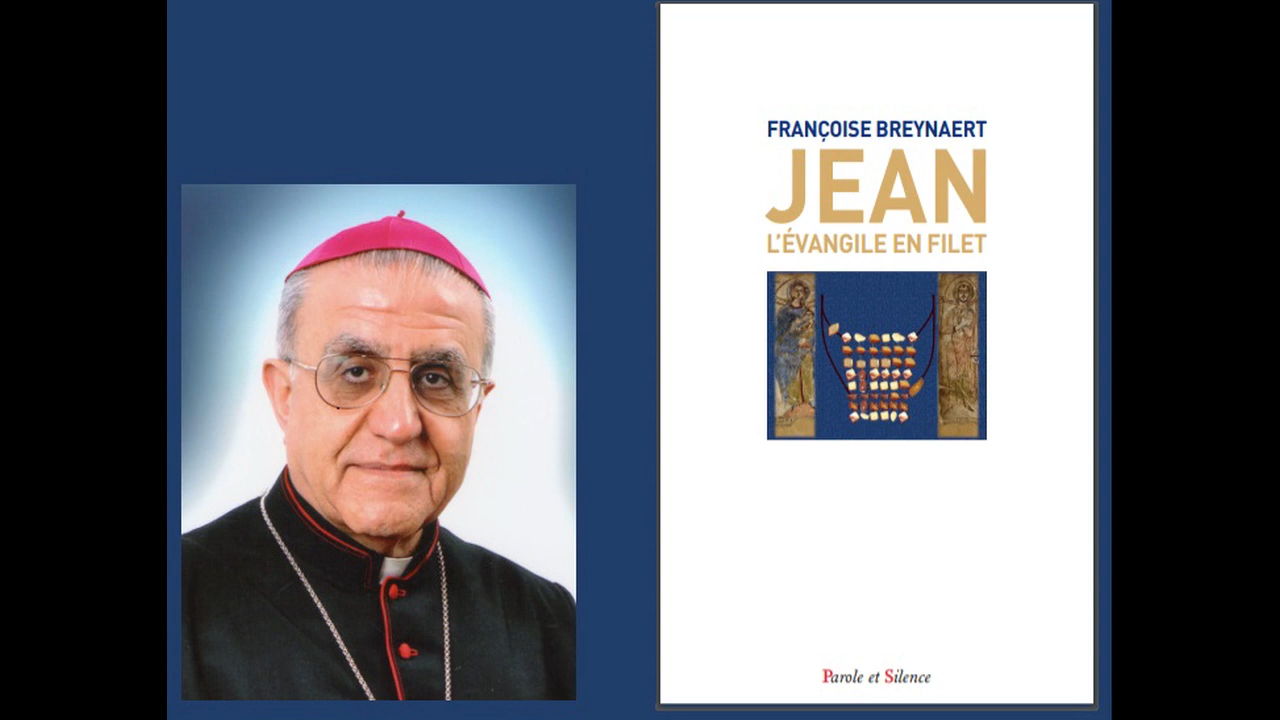 FRANÇOISE BREYNAERT
JEAN
L'ÉVANGILE EN FILET
Parole et Silence